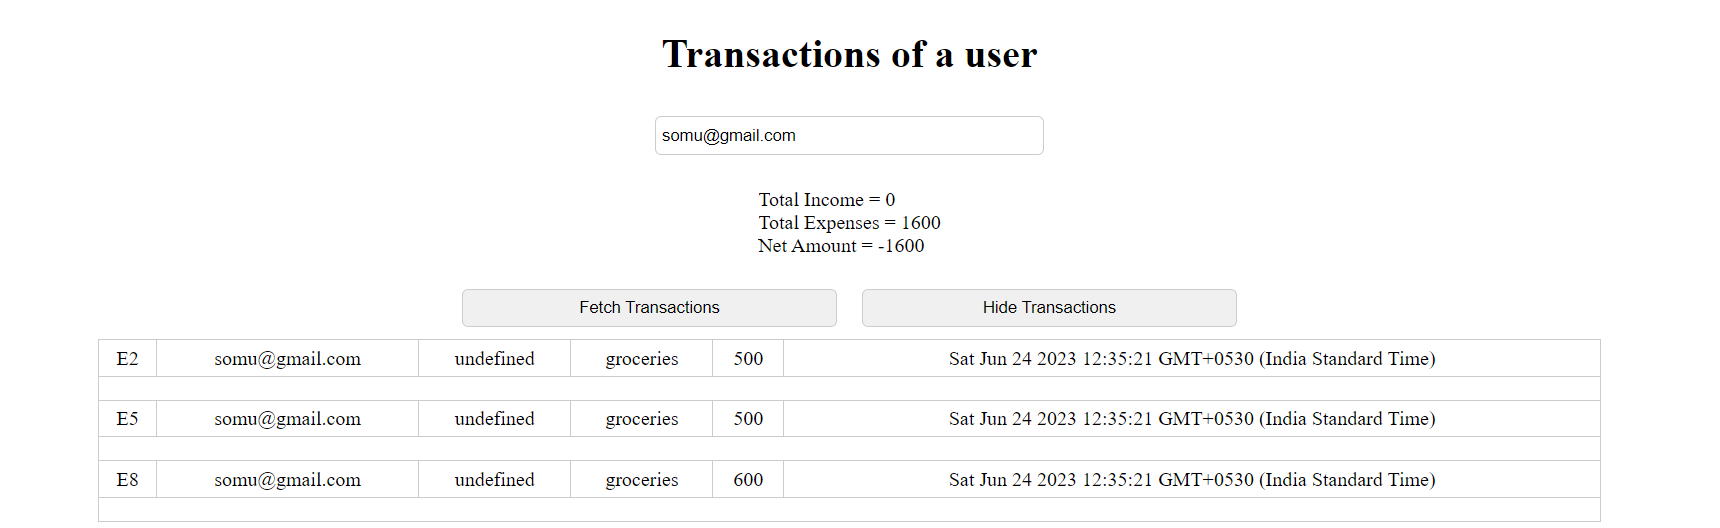 Transactions of a user
somu@gmail.com
Total Income = 0
Total Expenses = 1600
Net Amount = -1600
Fetch Transactions Hide Transactions
E2 somu@gmail.com undefined groceries 500 Sat Jun 24 2023 12:35:21 GMT+0530 (India Standard Time)
E5 somu@gmail.com undefined groceries 500 Sat Jun 24 2023 12:35:21 GMT+0530 (India Standard Time)
E8 somu@gmail.com undefined groceries 600 Sat Jun 24 2023 12:35:21 GMT+0530 (India Standard Time)